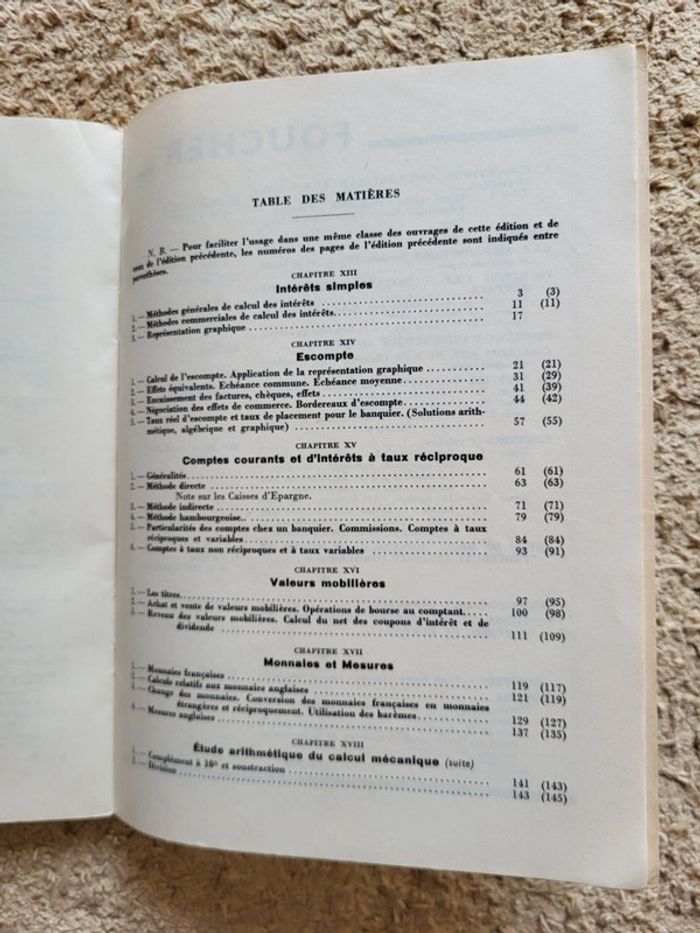 TABLE DES MATIÈRES
N. B. — Pour faciliter l'usage dans une même classe des ouvrages de cette édition et de
ceux de l'édition précédente, les numéros des pages de l'édition précédente sont indiqués entre
parenthèses.
CHAPITRE XIII
Intérêts simples
1. — Méthodes générales de calcul des intérêts 3 (3)
2. — Méthodes commerciales de calcul des intérêts. 11 (11)
3. — Représentation graphique 17
CHAPITRE XIV
Escompte
1. — Calcul de l'escompte. Application de la représentation graphique 21 (21)
2. — Effets équivalents. Echéance commune. Échéance moyenne 31 (29)
3. — Encaissement des factures, chèques, effets 41 (39)
4. — Négociation des effets de commerce. Bordereaux d'escompte 44 (42)
5. — Taux réel d'escompte et taux de placement pour le banquier. (Solutions arith-
métique, algébrique et graphique) 57 (55)
CHAPITRE XV
Comptes courants et d'intérêts à taux réciproque
1. — Généralités 61 (61)
2. — Méthode directe 63 (63)
Note sur les Caisses d'Epargne.
3. — Méthode indirecte 71 (71)
4. — Méthode hambourgeoise 79 (79)
5. — Particularités des comptes chez un banquier. Commissions. Comptes à taux
réciproques et variables 84 (84)
6. — Comptes à taux non réciproques et à taux variables 93 (91)
CHAPITRE XVI
Valeurs mobilières
1. — Les titres 97 (95)
2. — Achat et vente de valeurs mobilières. Opérations de bourse au comptant 100 (98)
3. — Revenu des valeurs mobilières. Calcul du net des coupons d'intérêt et de
dividende 111 (109)
CHAPITRE XVII
Monnaies et Mesures
1. — Monnaies françaises 119 (117)
2. — Calculs relatifs aux monnaies anglaises 121 (119)
3. — Change des monnaies. Conversion des monnaies françaises en monnaies
étrangères et réciproquement. Utilisation des barèmes 129 (127)
4. — Mesures anglaises 137 (135)
CHAPITRE XVIII
Étude arithmétique du calcul mécanique (suite)
1. — Complément à 10ⁿ et soustraction 141 (143)
2. — Division 143 (145)